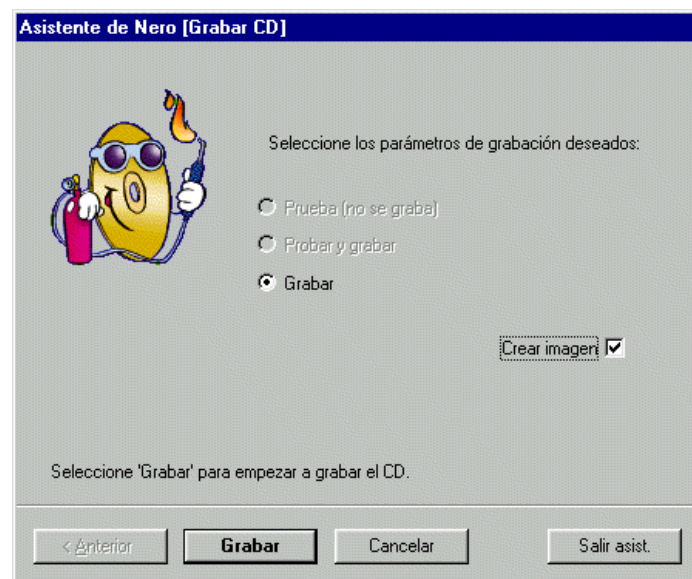 Asistente de Nero [Grabar CD]
Seleccione los parámetros de grabación deseados:
Prueba (no se graba)
Probar y grabar
Grabar
Crear imagen
Seleccione 'Grabar' para empezar a grabar el CD.
< Anterior
Grabar
Cancelar
Salir asist.